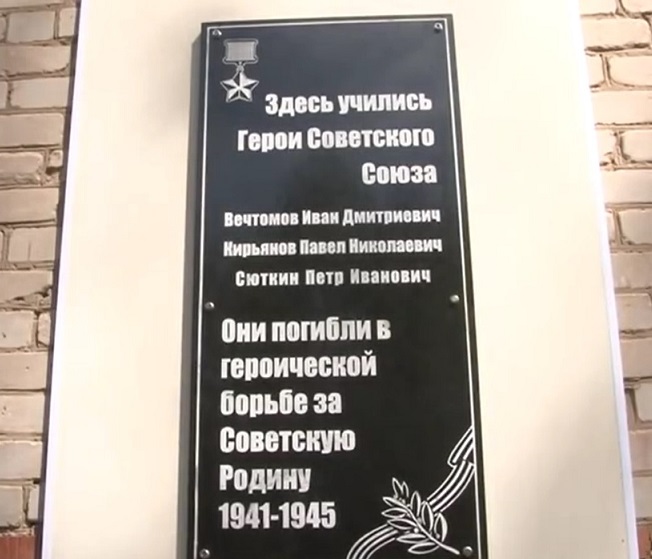 Здесь учились
Герои Советского
Союза
Вечтомов Иван Дмитриевич
Кирьянов Павел Николаевич
Сюткин Петр Иванович
Они погибли в
героической
борьбе за
Советскую
Родину
1941-1945